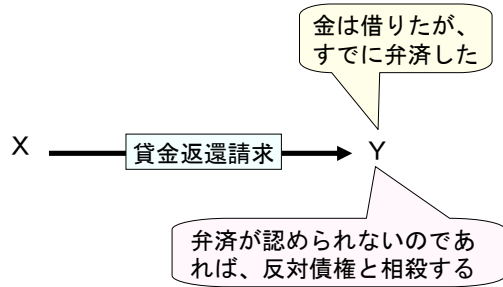 金は借りたが、
すでに弁済した
X
貸金返還請求
Y
弁済が認められないのであ
れば、反対債権と相殺する